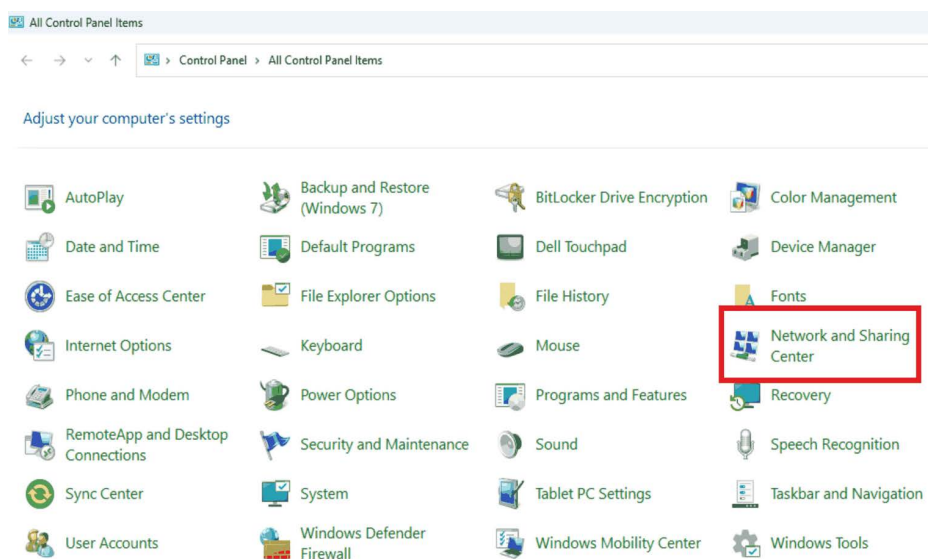 All Control Panel Items
Control Panel > All Control Panel Items
Adjust your computer's settings
AutoPlay
Backup and Restore
(Windows 7)
BitLocker Drive Encryption
Color Management
Date and Time
Default Programs
Dell Touchpad
Device Manager
Ease of Access Center
File Explorer Options
File History
Fonts
Internet Options
Keyboard
Mouse
Network and Sharing
Center
Phone and Modem
Power Options
Programs and Features
Recovery
RemoteApp and Desktop
Connections
Security and Maintenance
Sound
Speech Recognition
Sync Center
System
Tablet PC Settings
Taskbar and Navigation
User Accounts
Windows Defender
Firewall
Windows Mobility Center
Windows Tools